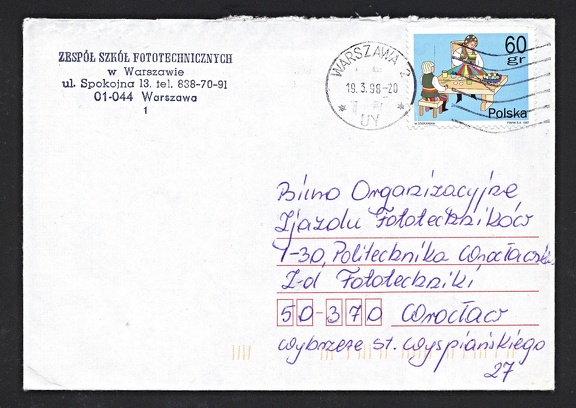 ZESPÓŁ SZKÓŁ FOTOTECHNICZNYCH
w Warszawie
ul. Spokojna 13, tel. 838-70-91
01-044 Warszawa
1
WARSZAWA 2
19.3.98-20
UY
60
gr
Polska
Biuro Organizacyjne
Zjazdu Fototechników
I-30, Politechnika Wrocławska
Z-d Fototechniki
50-370 Wrocław
Wybrzeże St. Wyspiańskiego
27